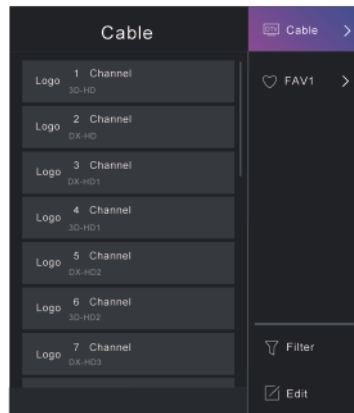 Cable
Logo 1 Channel
3D-HD
Logo 2 Channel
DX-HD
Logo 3 Channel
DX-HD1
Logo 4 Channel
3D-HD1
Logo 5 Channel
DX-HD2
Logo 6 Channel
3D-HD2
Logo 7 Channel
DX-HD3
DTV Cable >
FAV1 >
Filter
Edit